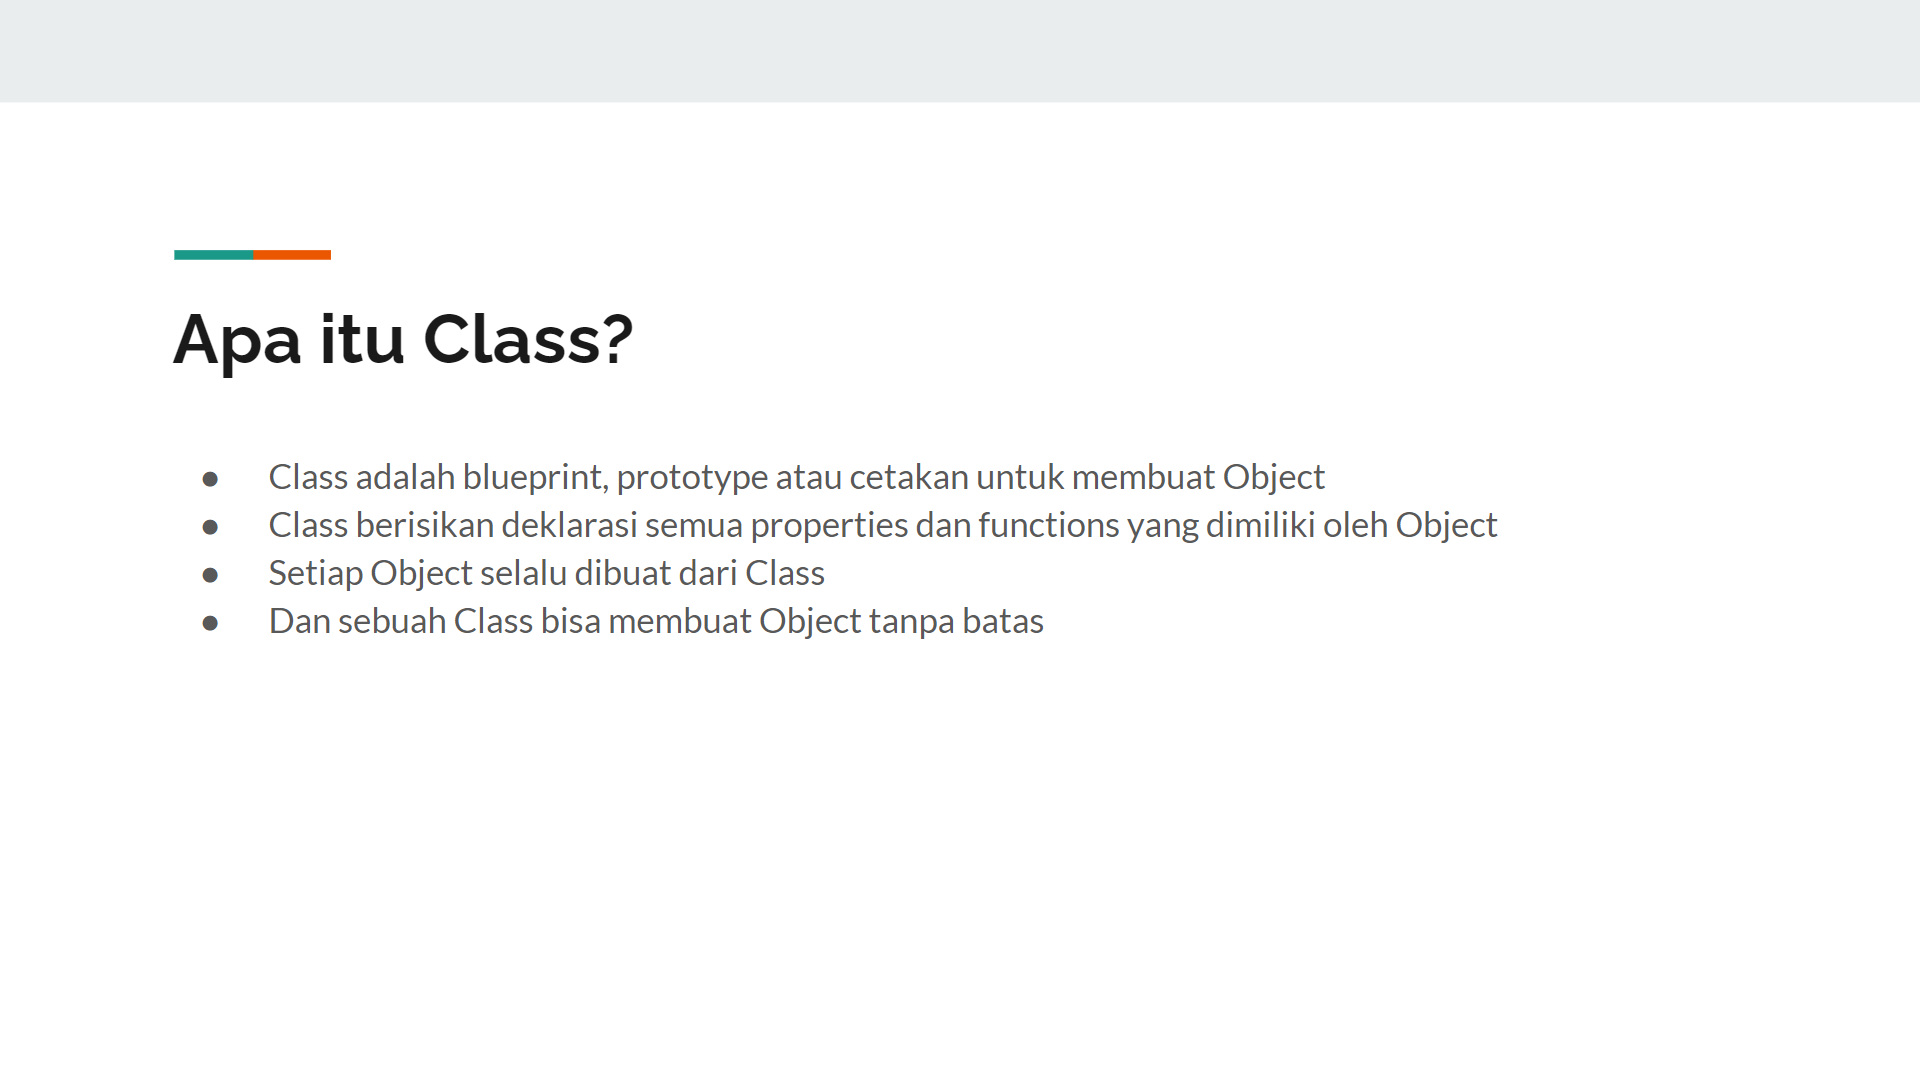 Apa itu Class?
● Class adalah blueprint, prototype atau cetakan untuk membuat Object
● Class berisikan deklarasi semua properties dan functions yang dimiliki oleh Object
● Setiap Object selalu dibuat dari Class
● Dan sebuah Class bisa membuat Object tanpa batas